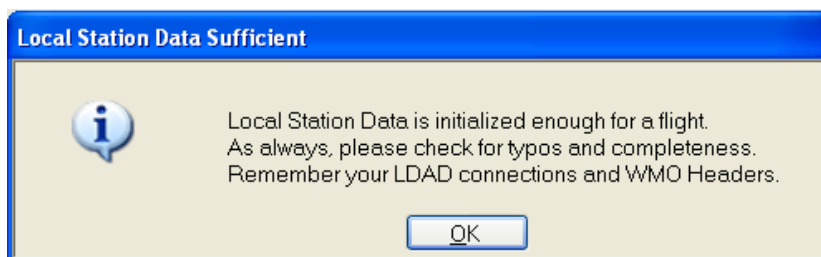 Local Station Data Sufficient
Local Station Data is initialized enough for a flight.
As always, please check for typos and completeness.
Remember your LDAD connections and WMO Headers.
OK